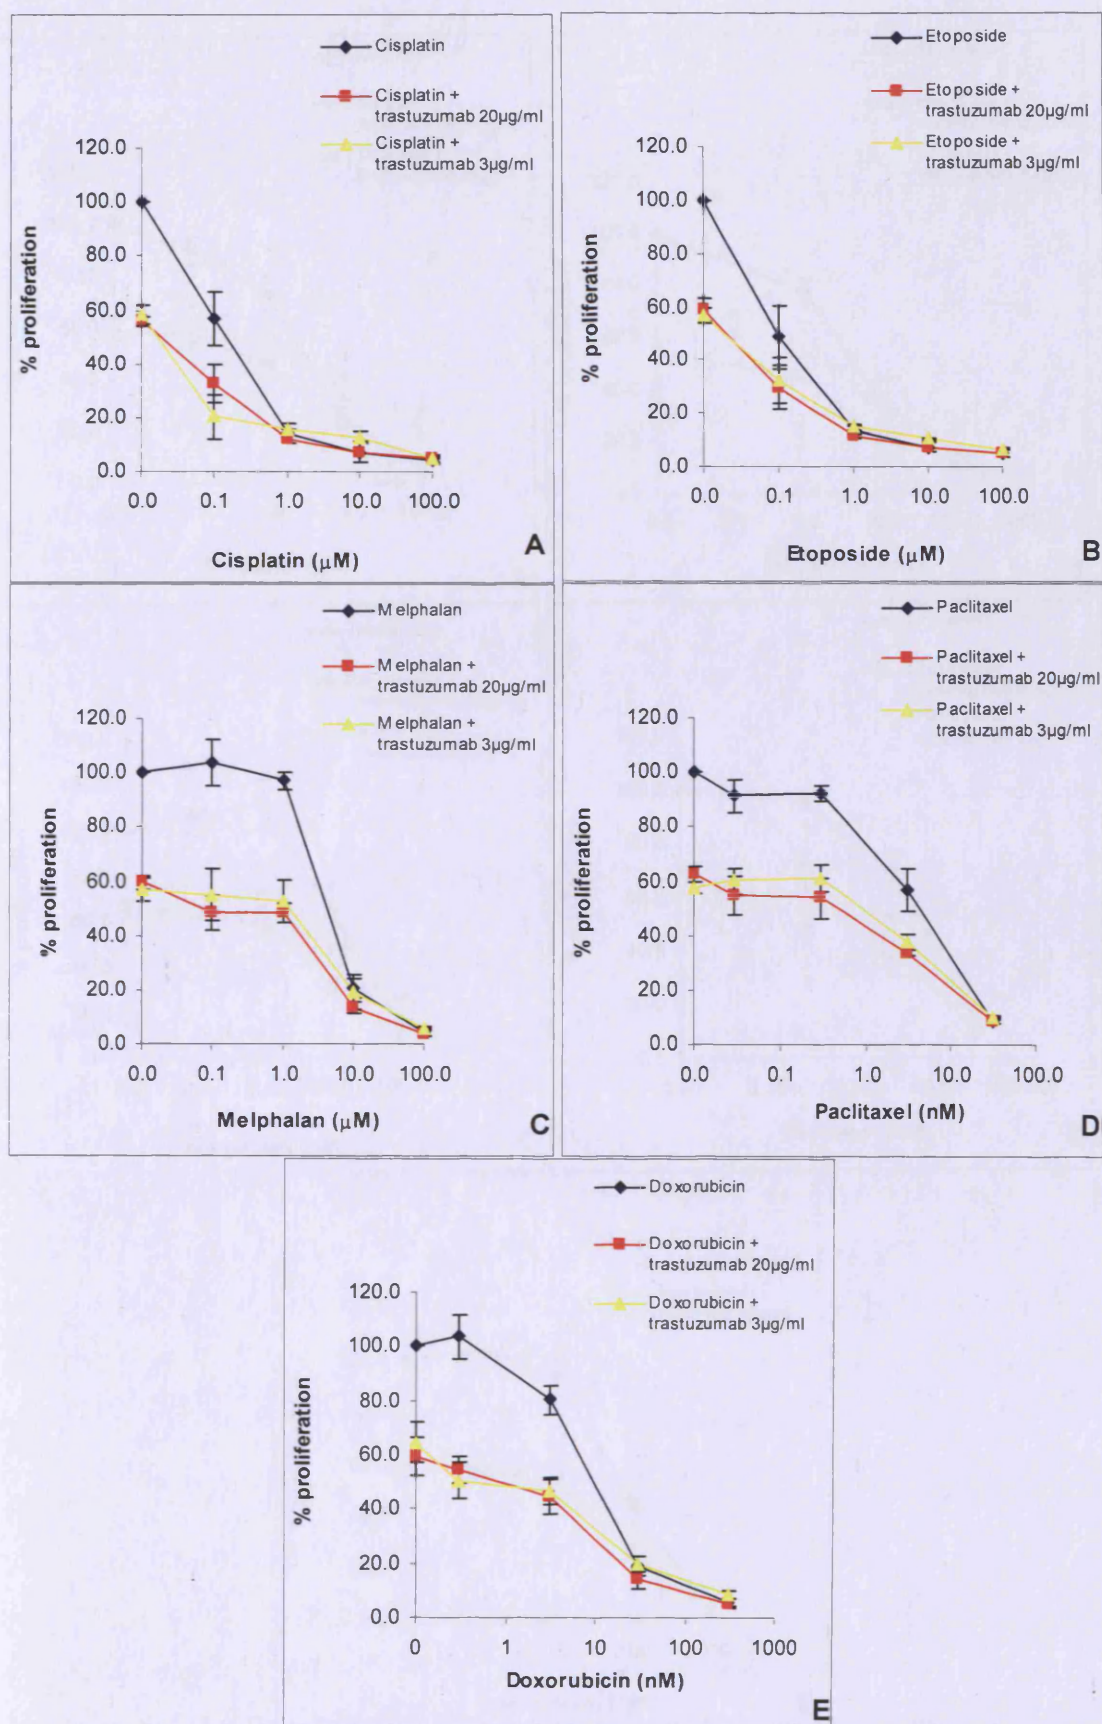 Cisplatin
Cisplatin +
trastuzumab 20µg/ml
Cisplatin +
trastuzumab 3µg/ml
120.0
100.0
80.0
60.0
40.0
20.0
0.0
% proliferation
0.0 0.1 1.0 10.0 100.0
Cisplatin (µM)
A
Etoposide
Etoposide +
trastuzumab 20µg/ml
Etoposide +
trastuzumab 3µg/ml
120.0
100.0
80.0
60.0
40.0
20.0
0.0
% proliferation
0.0 0.1 1.0 10.0 100.0
Etoposide (µM)
B
Melphalan
Melphalan +
trastuzumab 20µg/ml
Melphalan +
trastuzumab 3µg/ml
120.0
100.0
80.0
60.0
40.0
20.0
0.0
% proliferation
0.0 0.1 1.0 10.0 100.0
Melphalan (µM)
C
Paclitaxel
Paclitaxel +
trastuzumab 20µg/ml
Paclitaxel +
trastuzumab 3µg/ml
120.0
100.0
80.0
60.0
40.0
20.0
0.0
% proliferation
0.0 0.1 1.0 10.0 100.0
Paclitaxel (nM)
D
Doxorubicin
Doxorubicin +
trastuzumab 20µg/ml
Doxorubicin +
trastuzumab 3µg/ml
120.0
100.0
80.0
60.0
40.0
20.0
0.0
% proliferation
0 1 10 100 1000
Doxorubicin (nM)
E